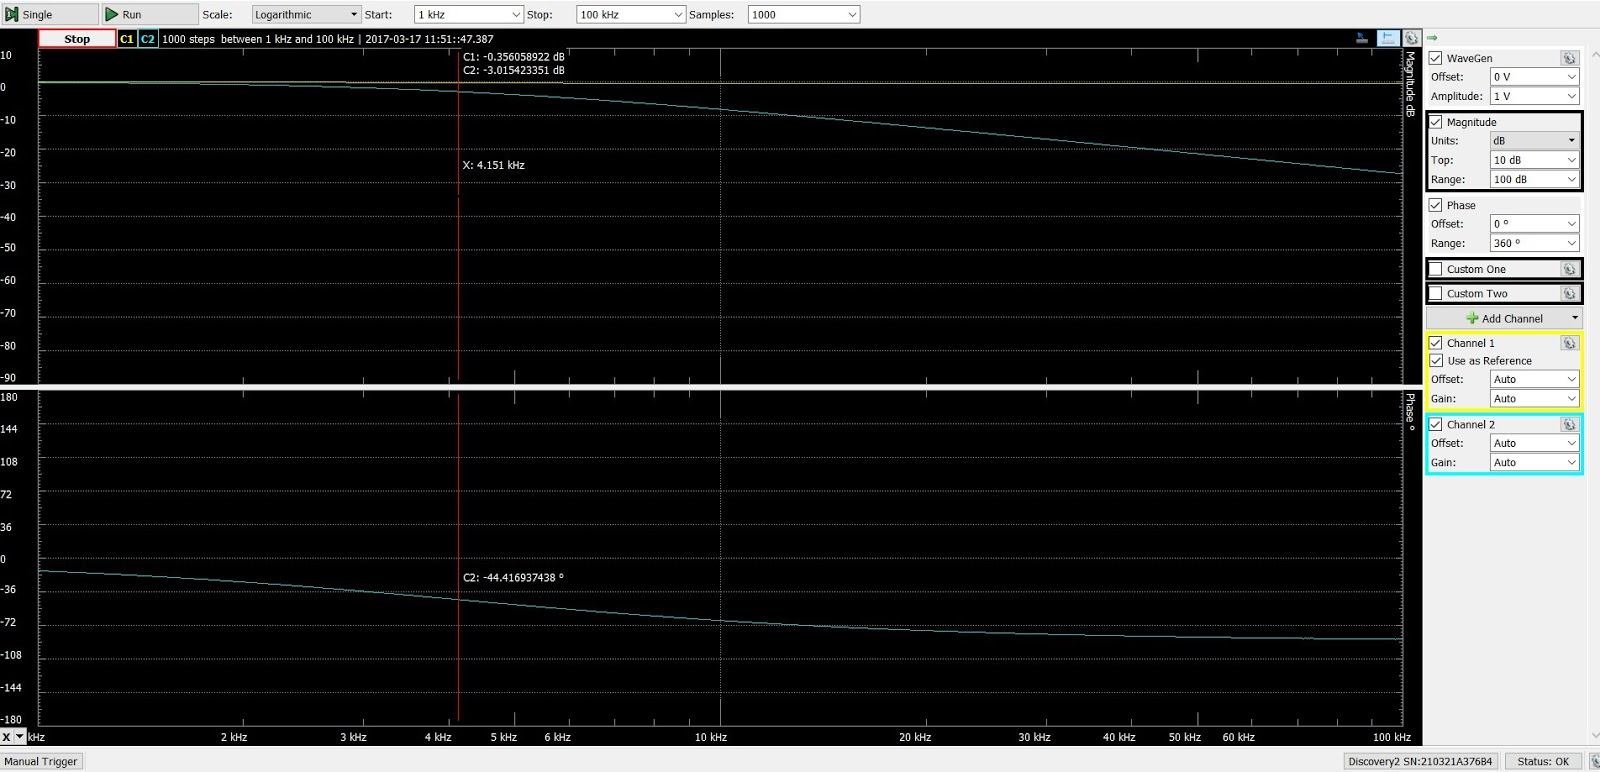 Single Run Scale: Logarithmic Start: 1 kHz Stop: 100 kHz Samples: 1000
Stop C1 C2 1000 steps between 1 kHz and 100 kHz | 2017-03-17 11:51::47.387
C1: -0.356058922 dB
C2: -3.015423351 dB
X: 4.151 kHz
10
0
-10
-20
-30
-40
-50
-60
-70
-80
-90
Magnitude dB
C2: -44.416937438 º
180
144
108
72
36
0
-36
-72
-108
-144
-180
Phase º
X kHz 2 kHz 3 kHz 4 kHz 5 kHz 6 kHz 10 kHz 20 kHz 30 kHz 40 kHz 50 kHz 60 kHz 100 kHz
WaveGen
Offset: 0 V
Amplitude: 1 V
Magnitude
Units: dB
Top: 10 dB
Range: 100 dB
Phase
Offset: 0 º
Range: 360 º
Custom One
Custom Two
Add Channel
Channel 1
Use as Reference
Offset: Auto
Gain: Auto
Channel 2
Offset: Auto
Gain: Auto
Manual Trigger Discovery2 SN:210321A376B4 Status: OK